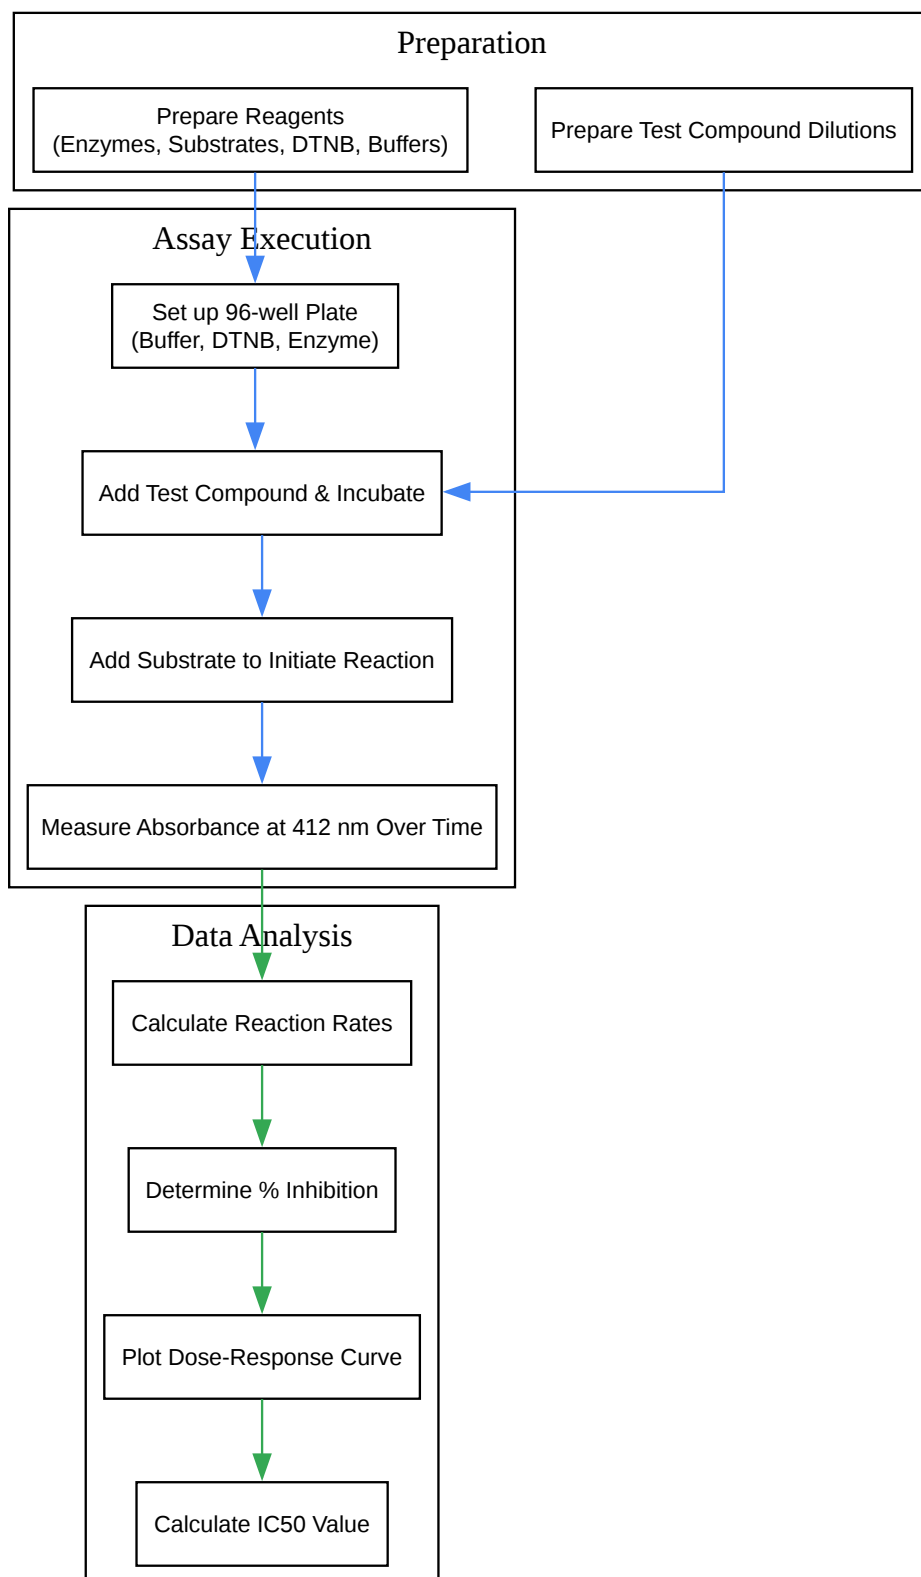 Preparation
Prepare Reagents
(Enzymes, Substrates, DTNB, Buffers)
Prepare Test Compound Dilutions
Assay Execution
Set up 96-well Plate
(Buffer, DTNB, Enzyme)
Add Test Compound & Incubate
Add Substrate to Initiate Reaction
Measure Absorbance at 412 nm Over Time
Data Analysis
Calculate Reaction Rates
Determine % Inhibition
Plot Dose-Response Curve
Calculate IC50 Value